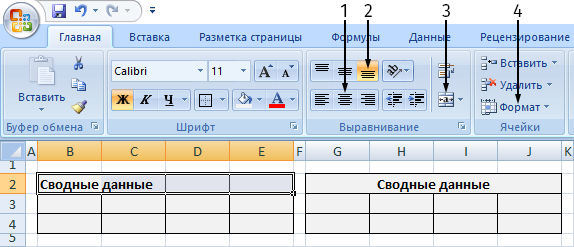 1 2 3 4
Главная Вставка Разметка страницы Формулы Данные Рецензирование
Calibri 11 A A Вставить
Удалить
Вставить Ж К Ч A Формат
Буфер обмена Шрифт Выравнивание Ячейки
A B C D E F G H I J K
1
2 Сводные данные Сводные данные
3
4
5